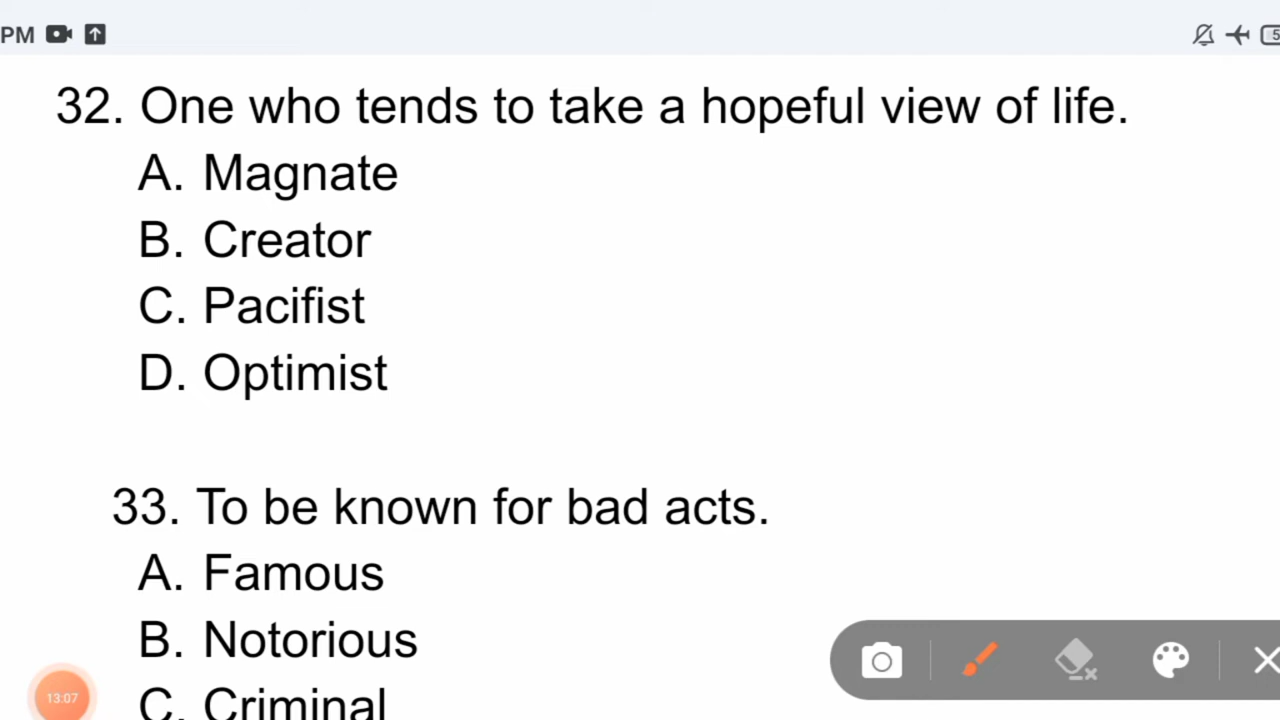 PM
5
32. One who tends to take a hopeful view of life.
A. Magnate
B. Creator
C. Pacifist
D. Optimist
33. To be known for bad acts.
A. Famous
B. Notorious
C. Criminal
13:07